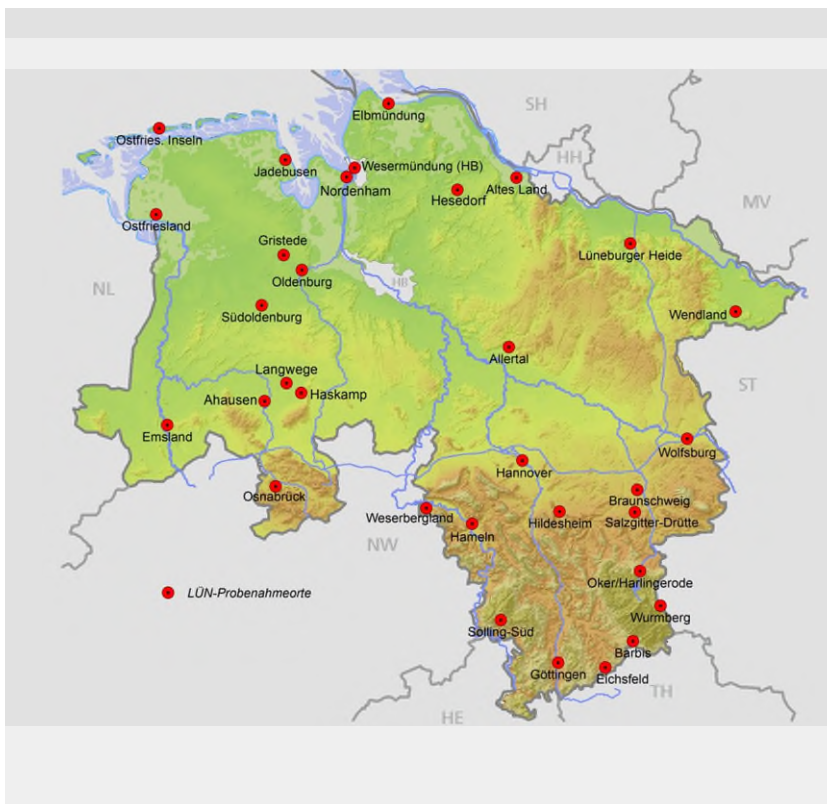 Elbmündung
SH
Ostfries. Inseln
HH
Jadebusen
Wesermündung (HB)
Nordenham
Altes Land
Hesedorf
MV
Ostfriesland
Gristede
Lüneburger Heide
Oldenburg
HB
NL
Südoldenburg
Wendland
Allertal
Langwege
ST
Haskamp
Ahausen
Emsland
Wolfsburg
Hannover
Osnabrück
Braunschweig
Weserbergland
Hildesheim
Salzgitter-Drütte
Hameln
NW
Oker/Harlingerode
LÜN-Probenahmeorte
Wurmberg
Solling-Süd
Barbis
Göttingen
Eichsfeld
TH
HE